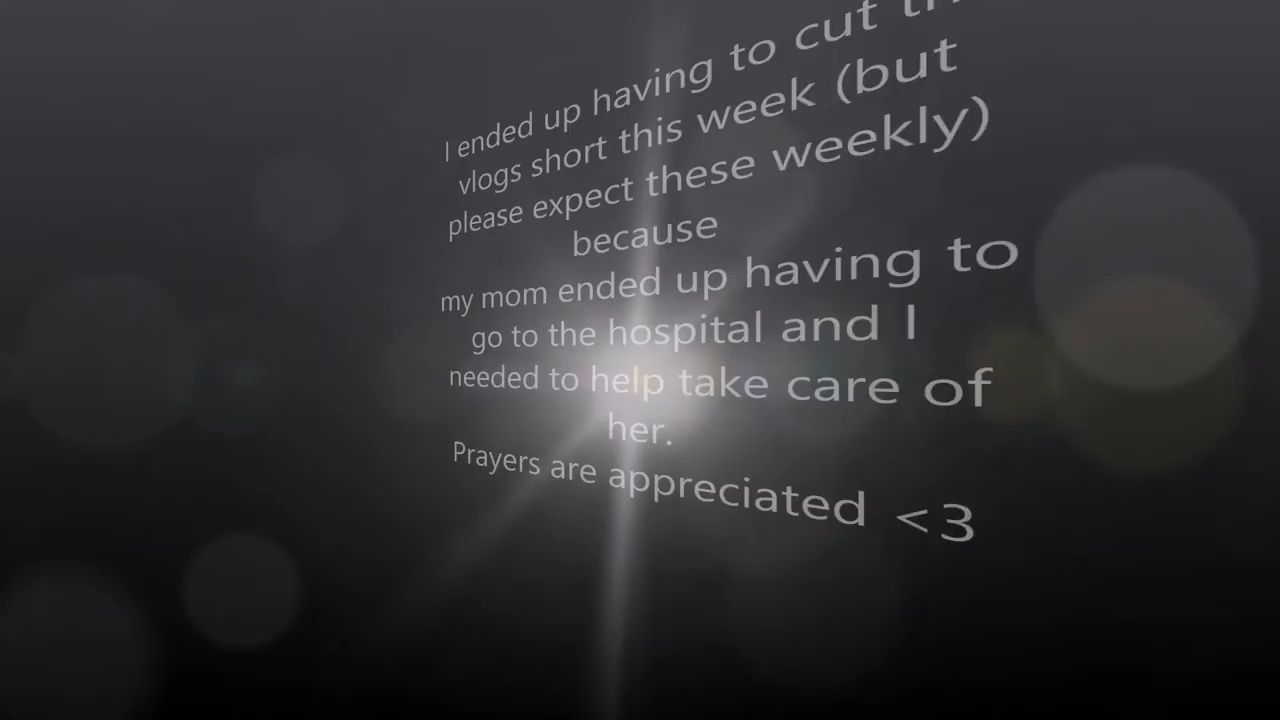 I ended up having to cut
vlogs short this week (but
please expect these weekly)
because
my mom ended up having to
go to the hospital and I
needed to help take care of
her.
Prayers are appreciated <3